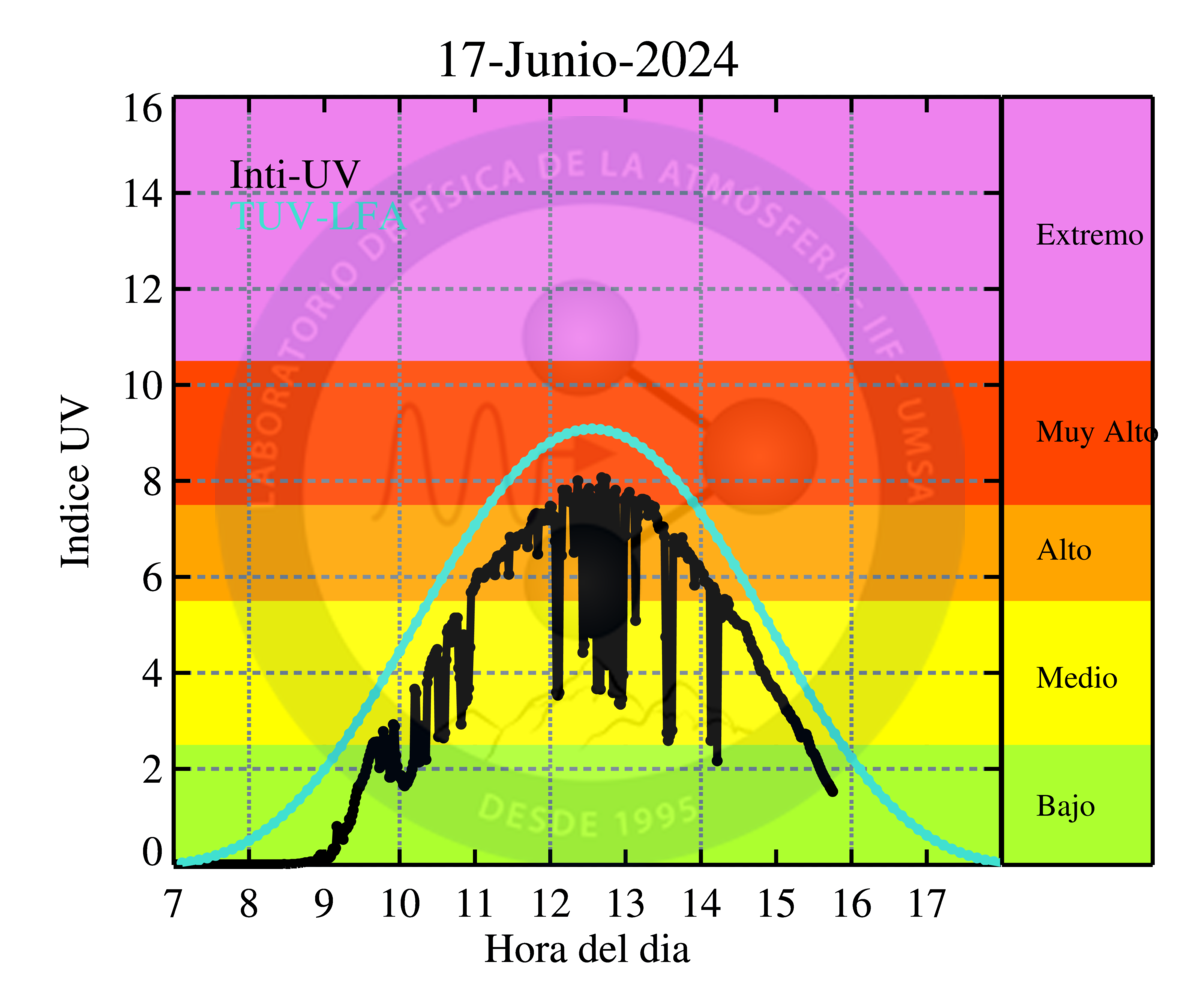 17-Junio-2024
16
14
12
10
8
6
4
2
0
Indice UV
Inti-UV
TUV-LFA
LABORATORIO DE FÍSICA DE LA ATMÓSFERA - IIF - UMSA
DESDE 1995
Extremo
Muy Alto
Alto
Medio
Bajo
7 8 9 10 11 12 13 14 15 16 17
Hora del dia